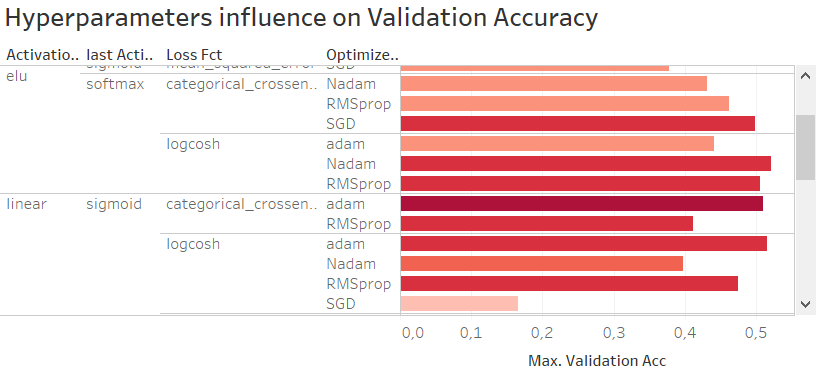 Hyperparameters influence on Validation Accuracy
Activatio.. last Acti.. Loss Fct Optimize..
elu sigmoid mean_squared_error SGD
softmax categorical_crossen.. Nadam
RMSprop
SGD
logcosh adam
Nadam
RMSprop
linear sigmoid categorical_crossen.. adam
RMSprop
logcosh adam
Nadam
RMSprop
SGD
0,0 0,1 0,2 0,3 0,4 0,5
Max. Validation Acc